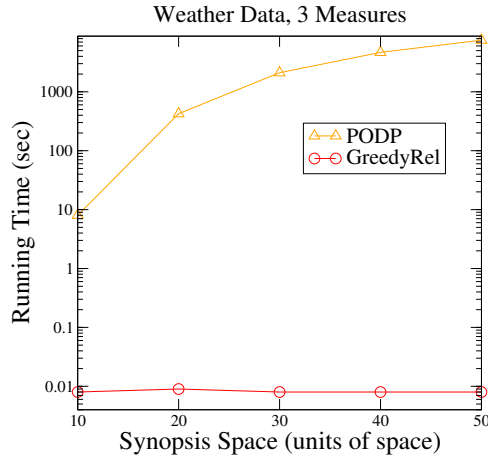 Weather Data, 3 Measures
Running Time (sec)
1000
100
10
1
0.1
0.01
PODP
GreedyRel
10 20 30 40 50
Synopsis Space (units of space)